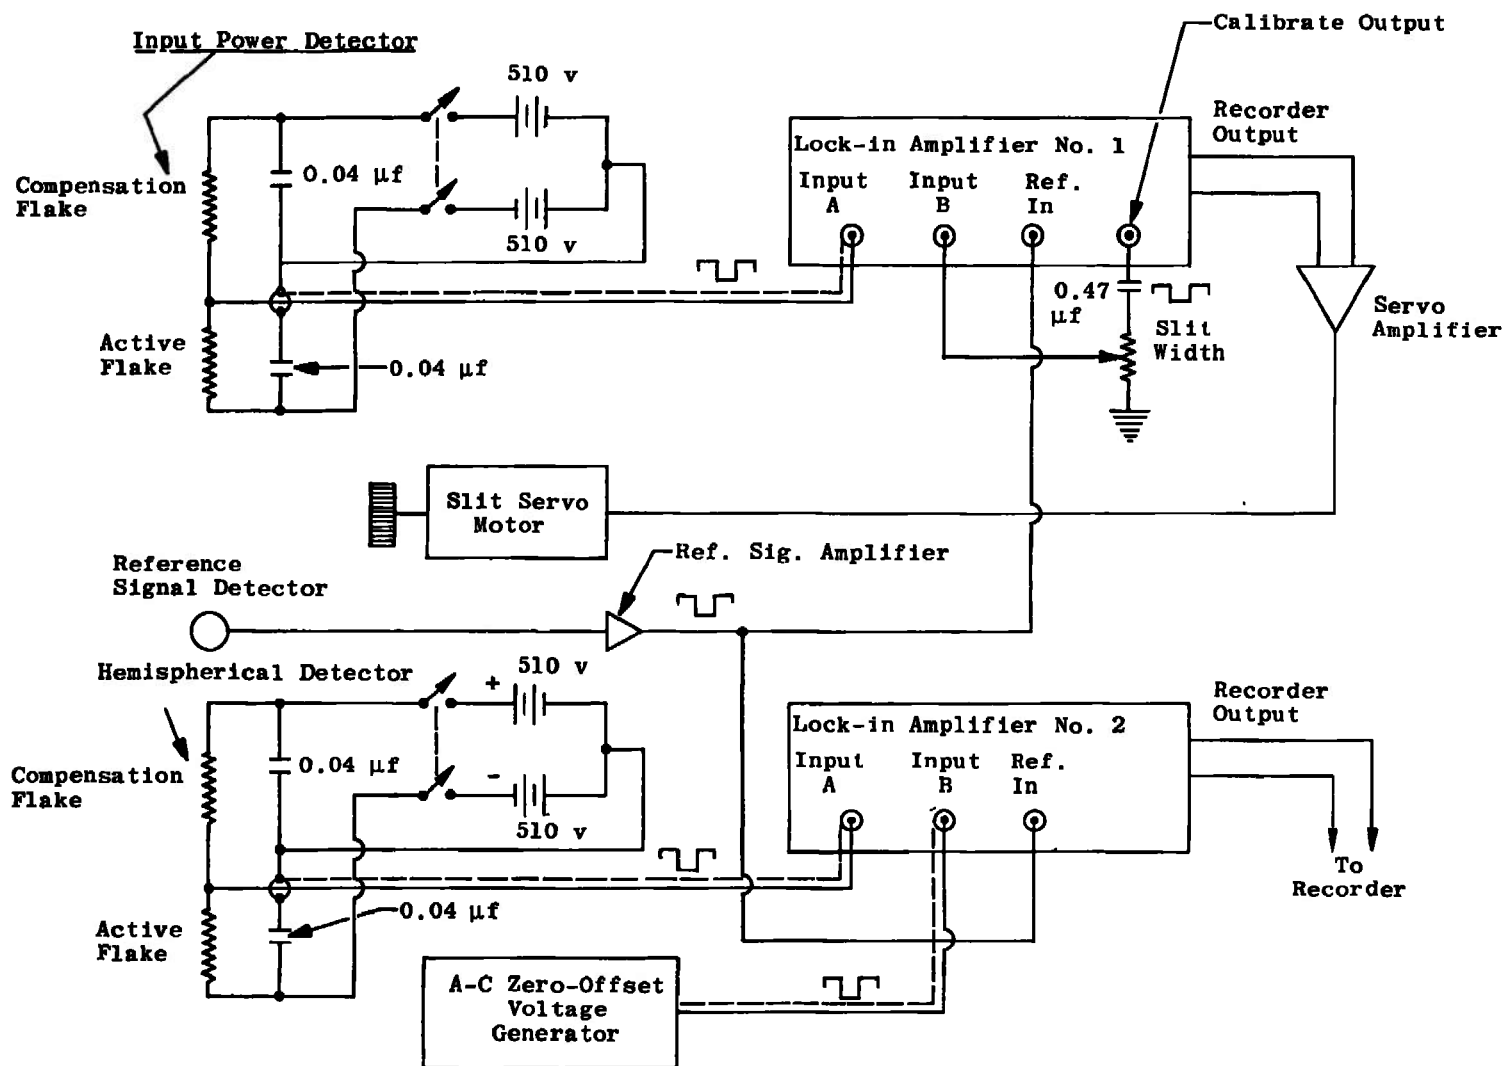 Input Power Detector
510 v
Calibrate Output
Recorder
Output
Lock-in Amplifier No. 1
Input
A
Input
B
Ref.
In
Compensation
Flake
0.04 μf
510 v
0.47
μf
Slit
Width
Servo
Amplifier
Active
Flake
0.04 μf
Slit Servo
Motor
Reference
Signal Detector
Ref. Sig. Amplifier
Hemispherical Detector
+
510 v
Recorder
Output
Lock-in Amplifier No. 2
Input
A
Input
B
Ref.
In
Compensation
Flake
0.04 μf
-
510 v
To
Recorder
Active
Flake
0.04 μf
A-C Zero-Offset
Voltage
Generator